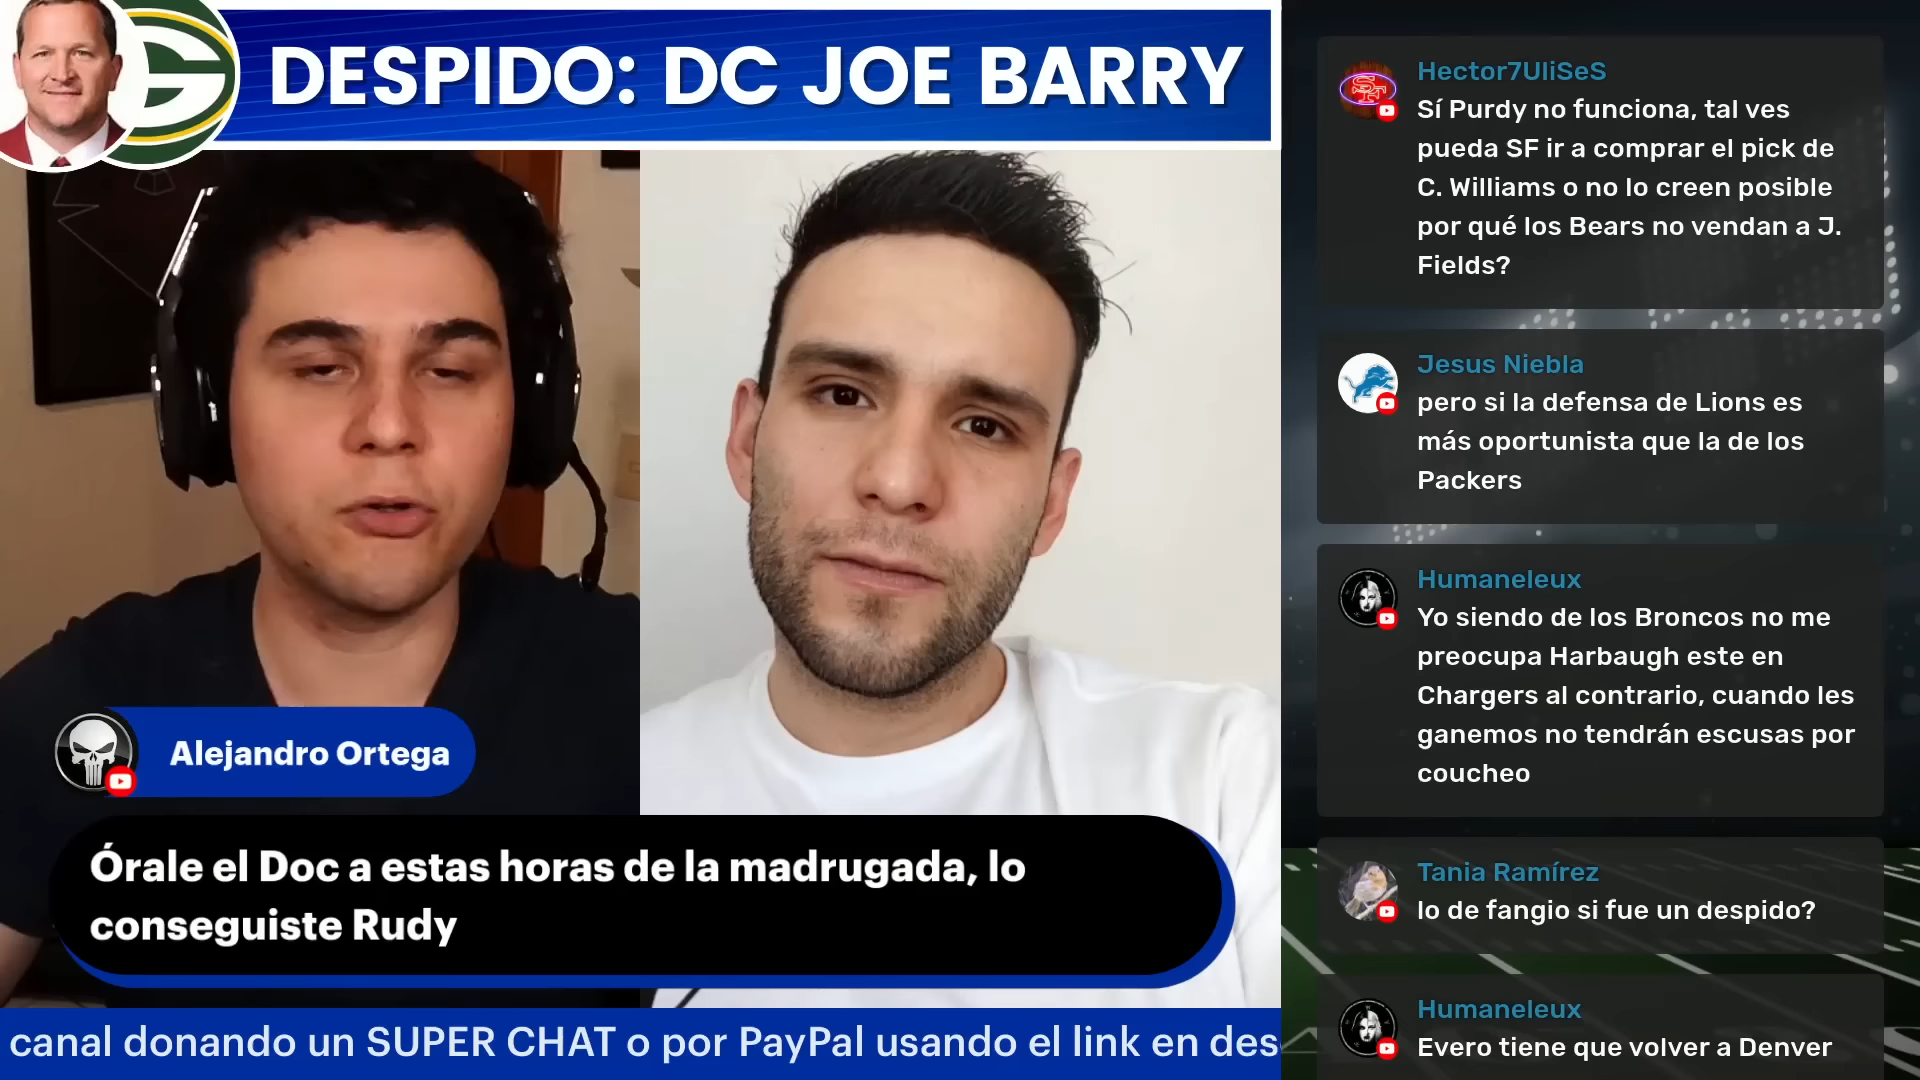 DESPIDO: DC JOE BARRY
Alejandro Ortega
Órale el Doc a estas horas de la madrugada, lo
conseguiste Rudy
canal donando un SUPER CHAT o por PayPal usando el link en des
Hector7UliSeS
Sí Purdy no funciona, tal ves
pueda SF ir a comprar el pick de
C. Williams o no lo creen posible
por qué los Bears no vendan a J.
Fields?
Jesus Niebla
pero si la defensa de Lions es
más oportunista que la de los
Packers
Humaneleux
Yo siendo de los Broncos no me
preocupa Harbaugh este en
Chargers al contrario, cuando les
ganemos no tendrán escusas por
coucheo
Tania Ramírez
lo de fangio si fue un despido?
Humaneleux
Evero tiene que volver a Denver